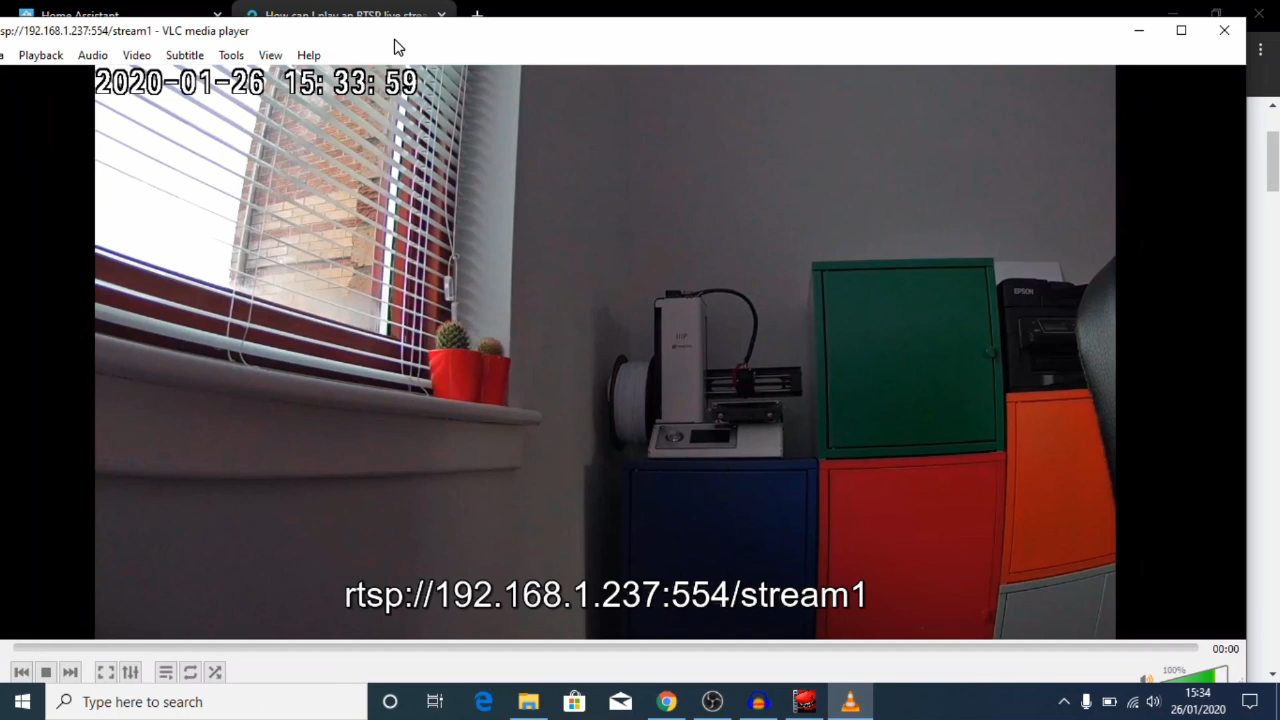 Home Assistant
How can I play an RTSP live stre
sp://192.168.1.237:554/stream1 - VLC media player
a Playback Audio Video Subtitle Tools View Help
2020-01-26 15:33:59
EPSON
rtsp://192.168.1.237:554/stream1
00:00
100%
Type here to search
15:34
26/01/2020